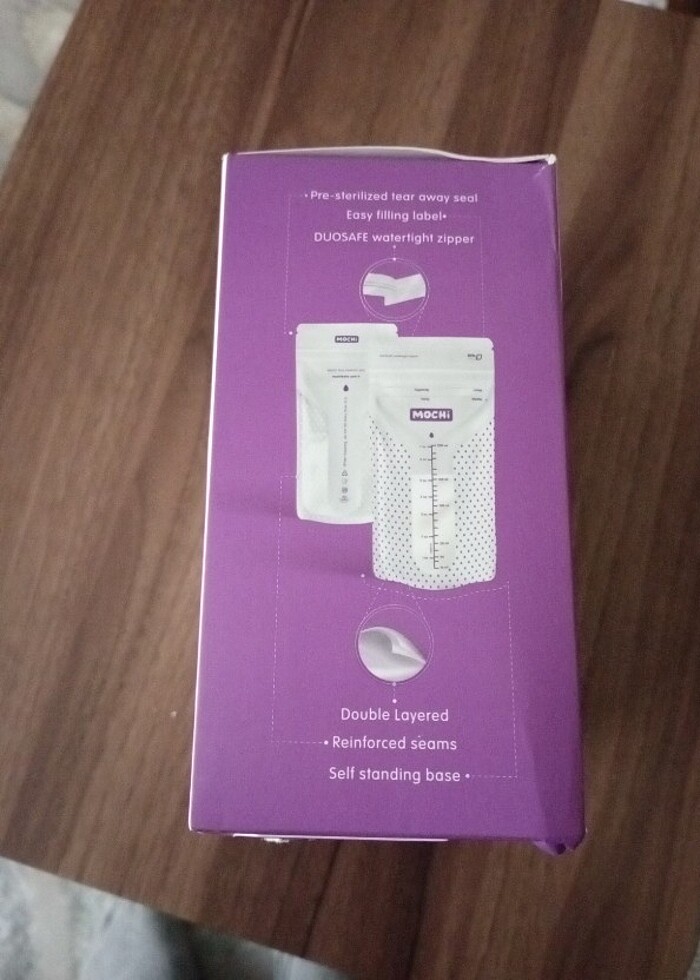 Pre-sterilized tear away seal
Easy filling label
DUOSAFE watertight zipper
MOCHi
MOCHi
Double Layered
Reinforced seams
Self standing base